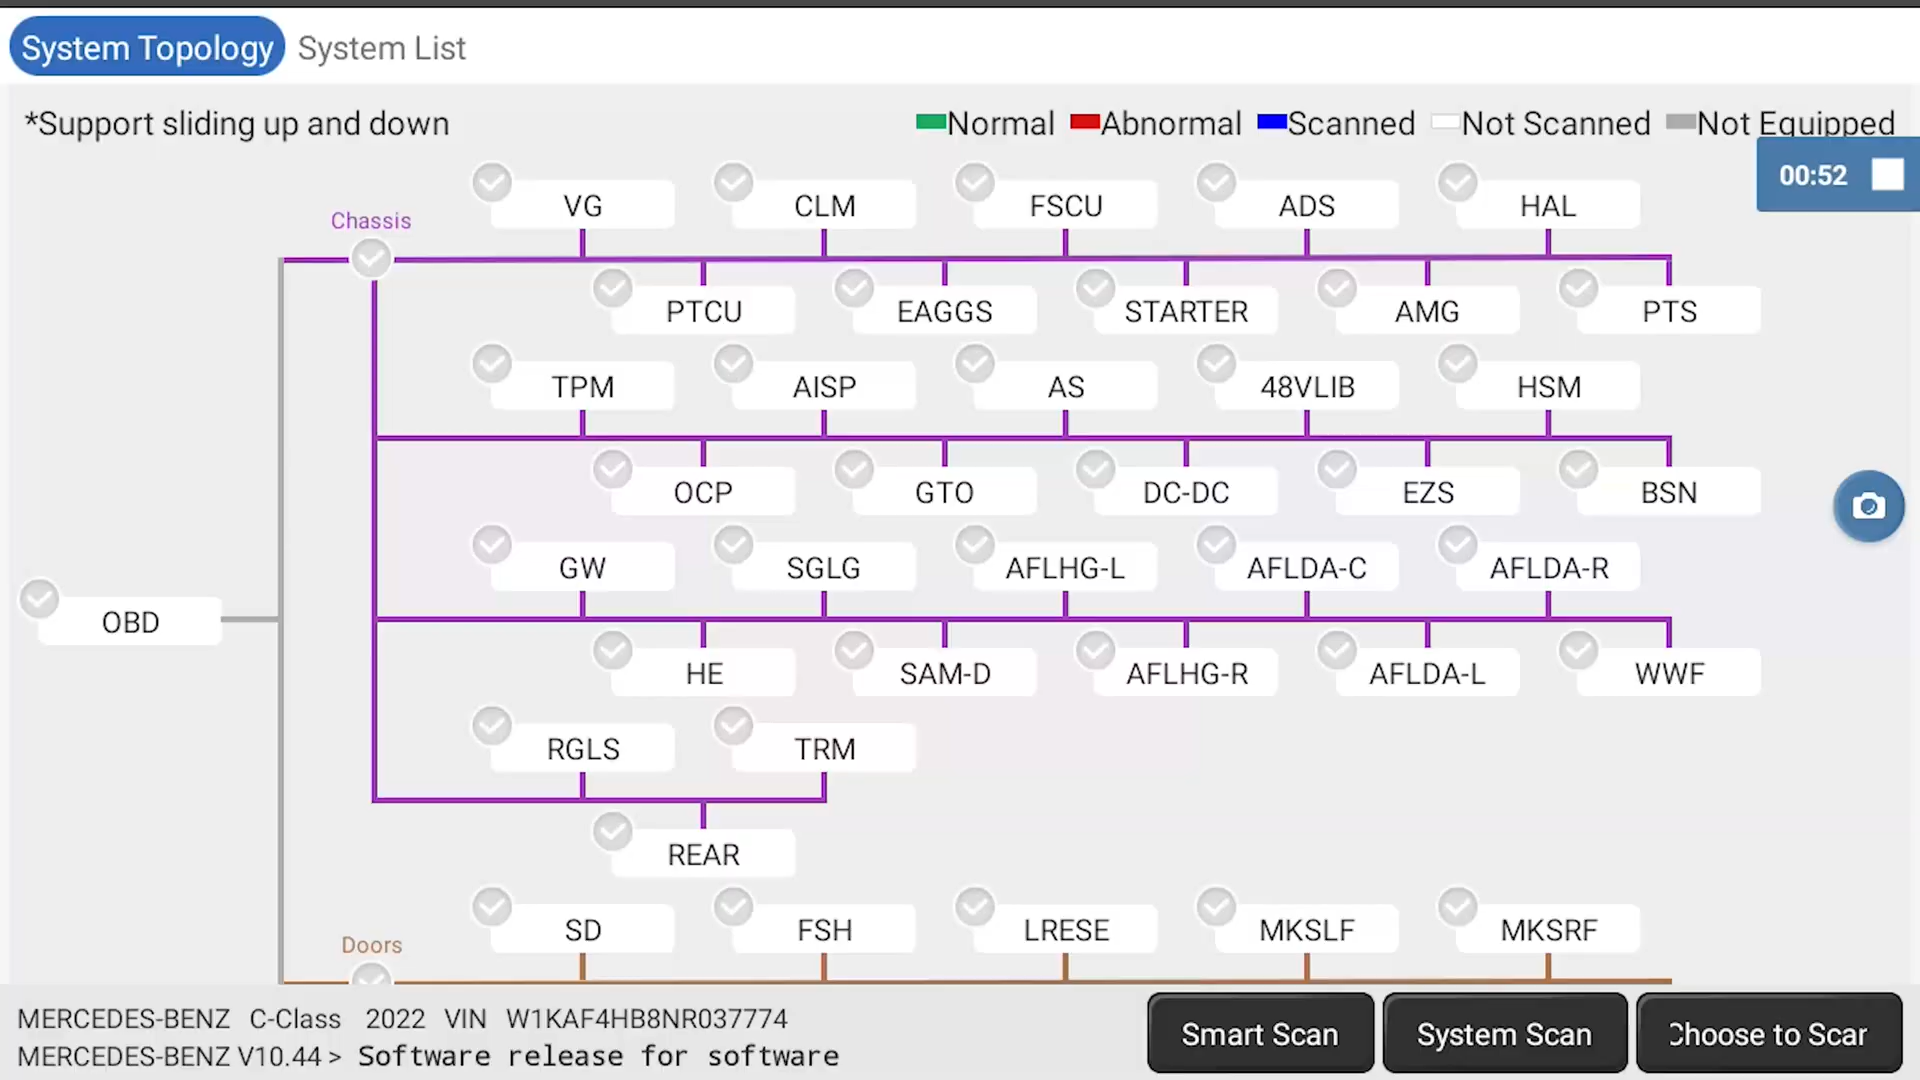 System Topology System List
*Support sliding up and down Normal Abnormal Scanned Not Scanned Not Equipped
00:52
VG CLM FSCU ADS HAL
Chassis
PTCU EAGGS STARTER AMG PTS
TPM AISP AS 48VLIB HSM
OCP GTO DC-DC EZS BSN
GW SGLG AFLHG-L AFLDA-C AFLDA-R
OBD
HE SAM-D AFLHG-R AFLDA-L WWF
RGLS TRM
REAR
SD FSH LRESE MKSLF MKSRF
Doors
MERCEDES-BENZ C-Class 2022 VIN W1KAF4HB8NR037774
MERCEDES-BENZ V10.44 > Software release for software
Smart Scan System Scan Choose to Scan